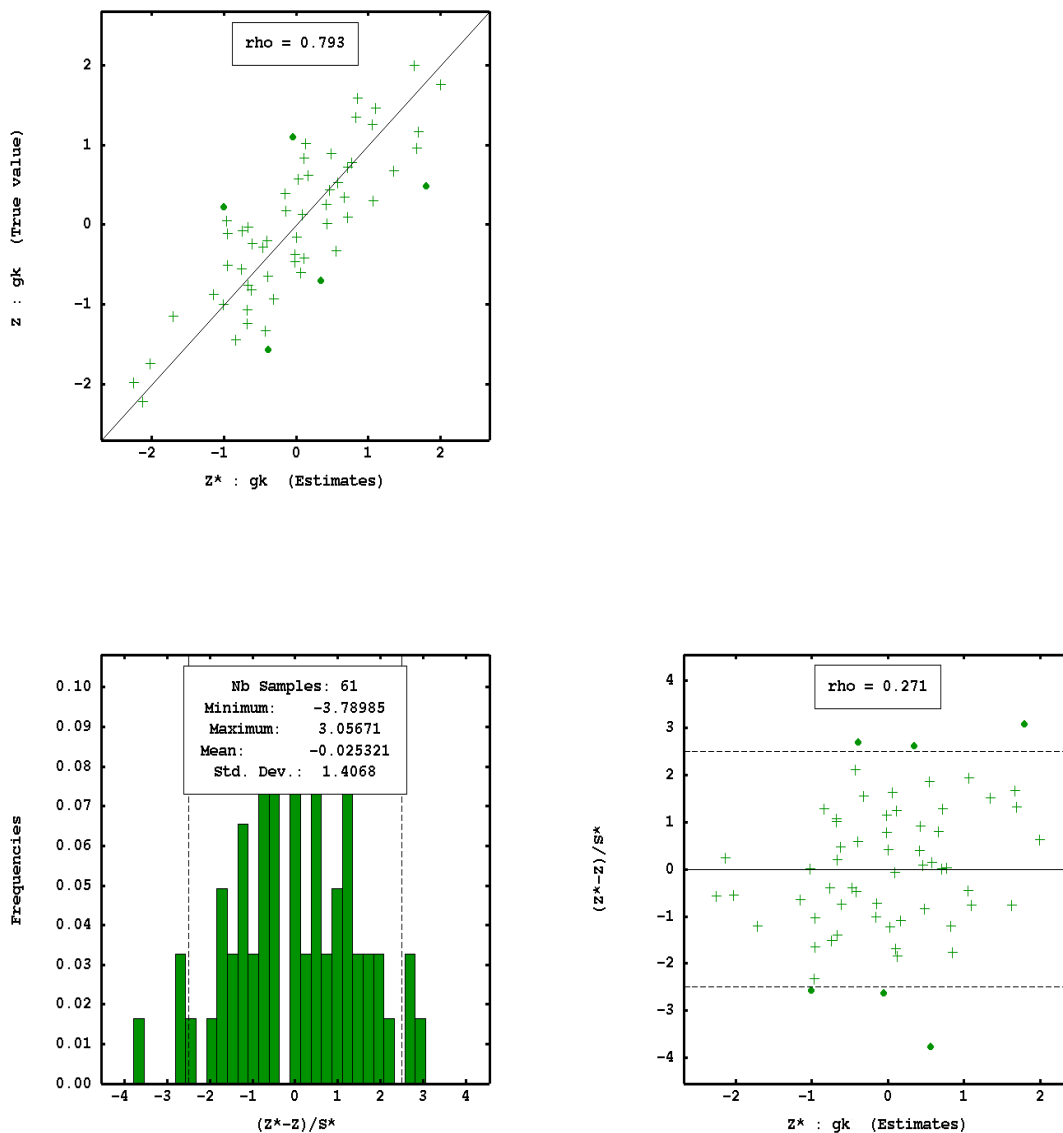 rho = 0.793
2
1
0
-1
-2
Z : gk (True value)
-2 -1 0 1 2
Z* : gk (Estimates)
Nb Samples: 61
Minimum: -3.78985
Maximum: 3.05671
Mean: -0.025321
Std. Dev.: 1.4068
0.10
0.09
0.08
0.07
0.06
0.05
0.04
0.03
0.02
0.01
0.00
Frequencies
-4 -3 -2 -1 0 1 2 3 4
(Z*-Z)/S*
rho = 0.271
4
3
2
1
0
-1
-2
-3
-4
(Z*-Z)/S*
-2 -1 0 1 2
Z* : gk (Estimates)